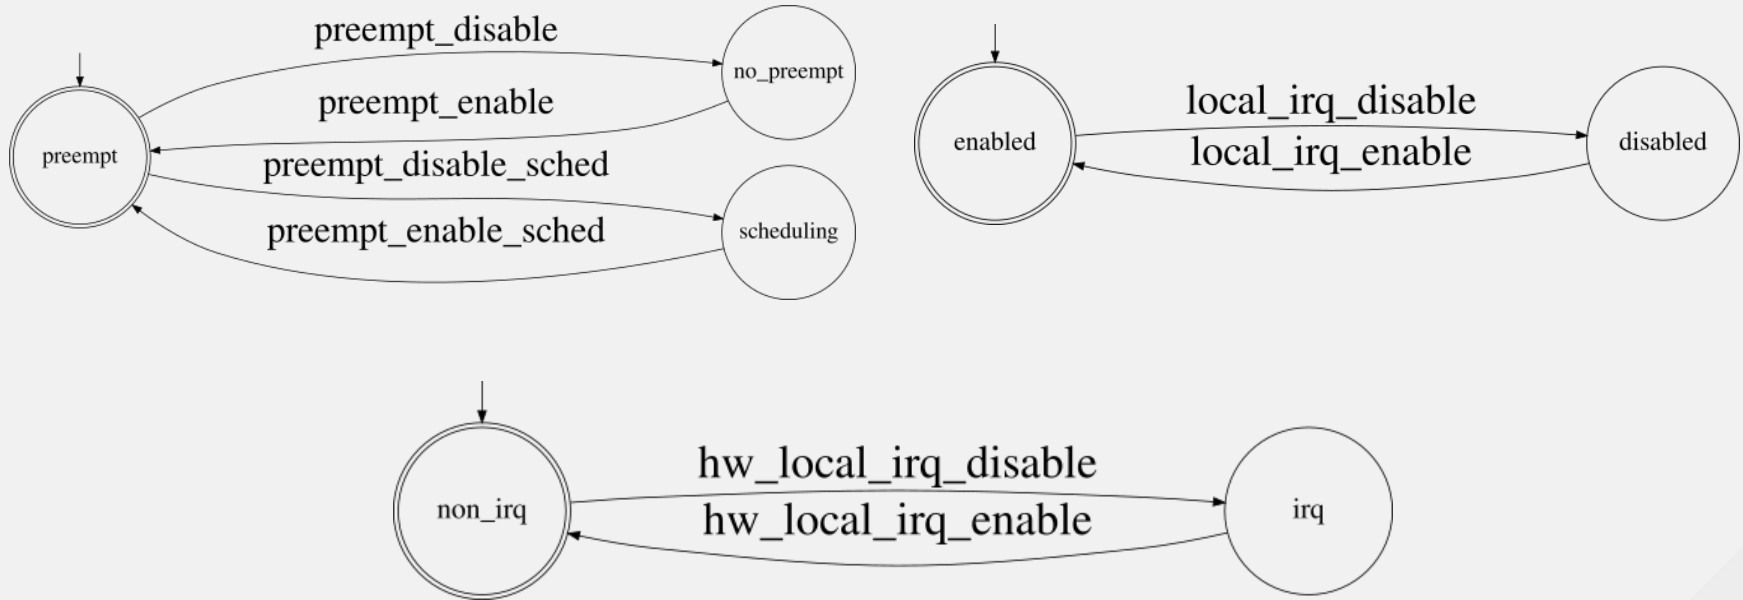 preempt_disable
no_preempt
preempt_enable
preempt
preempt_disable_sched
preempt_enable_sched
scheduling
local_irq_disable
enabled
disabled
local_irq_enable
hw_local_irq_disable
non_irq
irq
hw_local_irq_enable